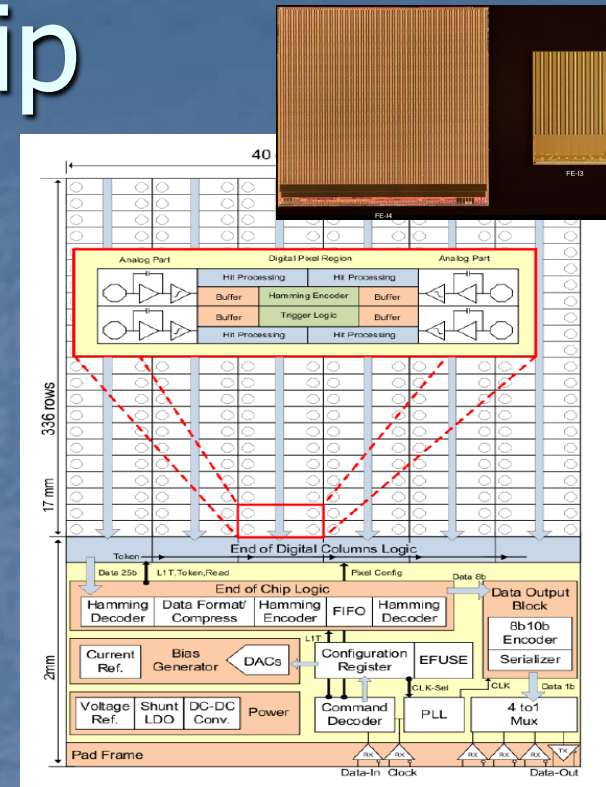 ip
40
FE-I4
FE-I3
Analog Part
Digital Pixel Region
Analog Part
Hit Processing
Hit Processing
Buffer
Hamming Encoder
Buffer
Buffer
Trigger Logic
Buffer
Hit Processing
Hit Processing
336 rows
17 mm
2mm
End of Digital Columns Logic
Token
Data 25b
L1T,Token,Read
Pixel Config
Data 8b
End of Chip Logic
Hamming
Decoder
Data Format/
Compress
Hamming
Encoder
FIFO
Hamming
Decoder
Data Output
Block
8b10b
Encoder
Serializer
L1T
Current
Ref.
Bias
Generator
DACs
Configuration
Register
EFUSE
CLK-Sel
CLK
Data 1b
Voltage
Ref.
Shunt
LDO
DC-DC
Conv.
Power
Command
Decoder
PLL
4 to1
Mux
Pad Frame
RX
RX
RX
RX
RX
TX
Data-In
Clock
Data-Out